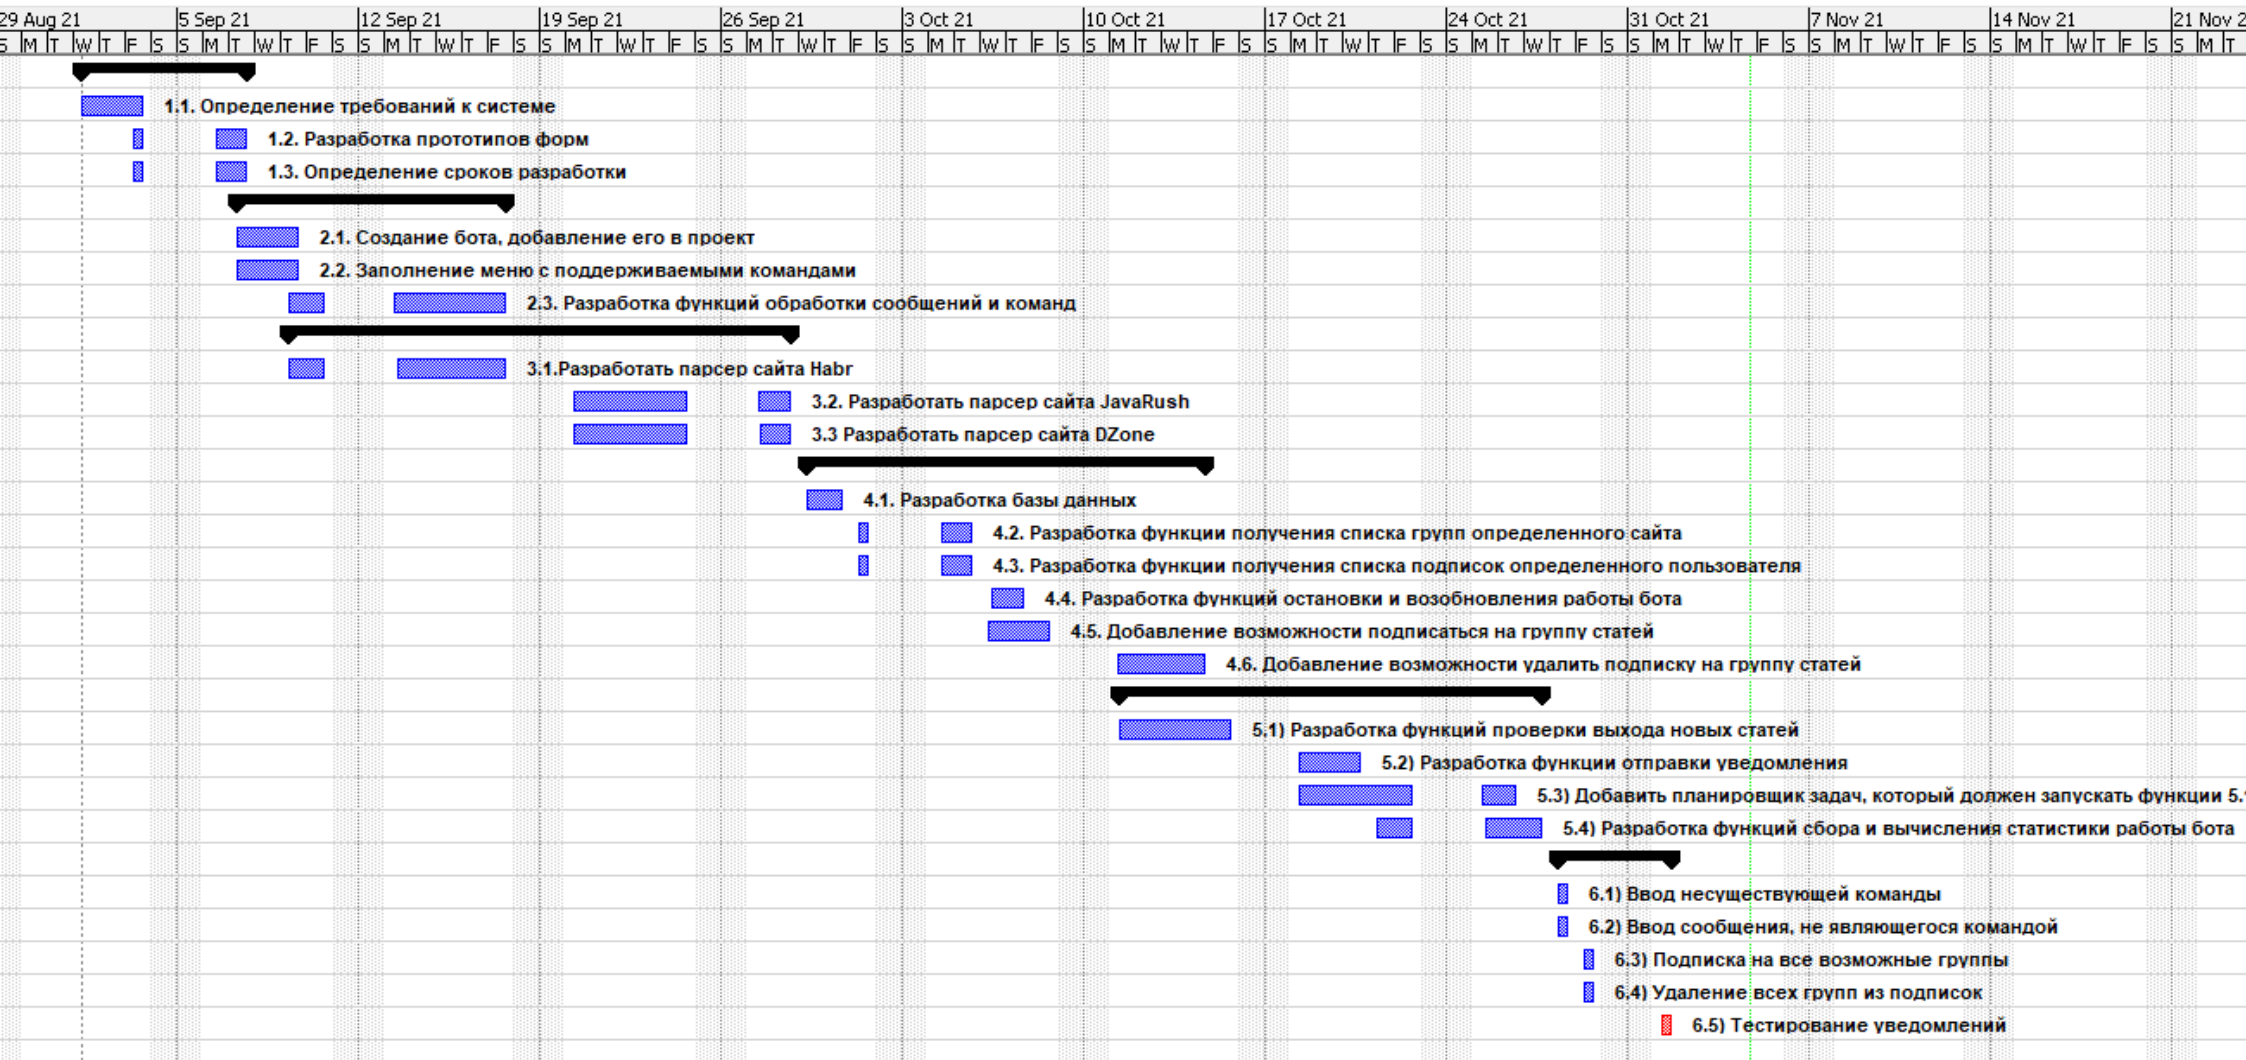 29 Aug 21 5 Sep 21 12 Sep 21 19 Sep 21 26 Sep 21 3 Oct 21 10 Oct 21 17 Oct 21 24 Oct 21 31 Oct 21 7 Nov 21 14 Nov 21 21 Nov 2
S M T W T F S S M T W T F S S M T W T F S S M T W T F S S M T W T F S S M T W T F S S M T W T F S S M T W T F S S M T W T F S S M T W T F S S M T W T F S S M T W T F S S M T
1.1. Определение требований к системе
1.2. Разработка прототипов форм
1.3. Определение сроков разработки
2.1. Создание бота, добавление его в проект
2.2. Заполнение меню с поддерживаемыми командами
2.3. Разработка функций обработки сообщений и команд
3.1.Разработать парсер сайта Habr
3.2. Разработать парсер сайта JavaRush
3.3 Разработать парсер сайта DZone
4.1. Разработка базы данных
4.2. Разработка функции получения списка групп определенного сайта
4.3. Разработка функции получения списка подписок определенного пользователя
4.4. Разработка функций остановки и возобновления работы бота
4.5. Добавление возможности подписаться на группу статей
4.6. Добавление возможности удалить подписку на группу статей
5.1) Разработка функций проверки выхода новых статей
5.2) Разработка функции отправки уведомления
5.3) Добавить планировщик задач, который должен запускать функции 5.
5.4) Разработка функций сбора и вычисления статистики работы бота
6.1) Ввод несуществующей команды
6.2) Ввод сообщения, не являющегося командой
6.3) Подписка на все возможные группы
6.4) Удаление всех групп из подписок
6.5) Тестирование уведомлений